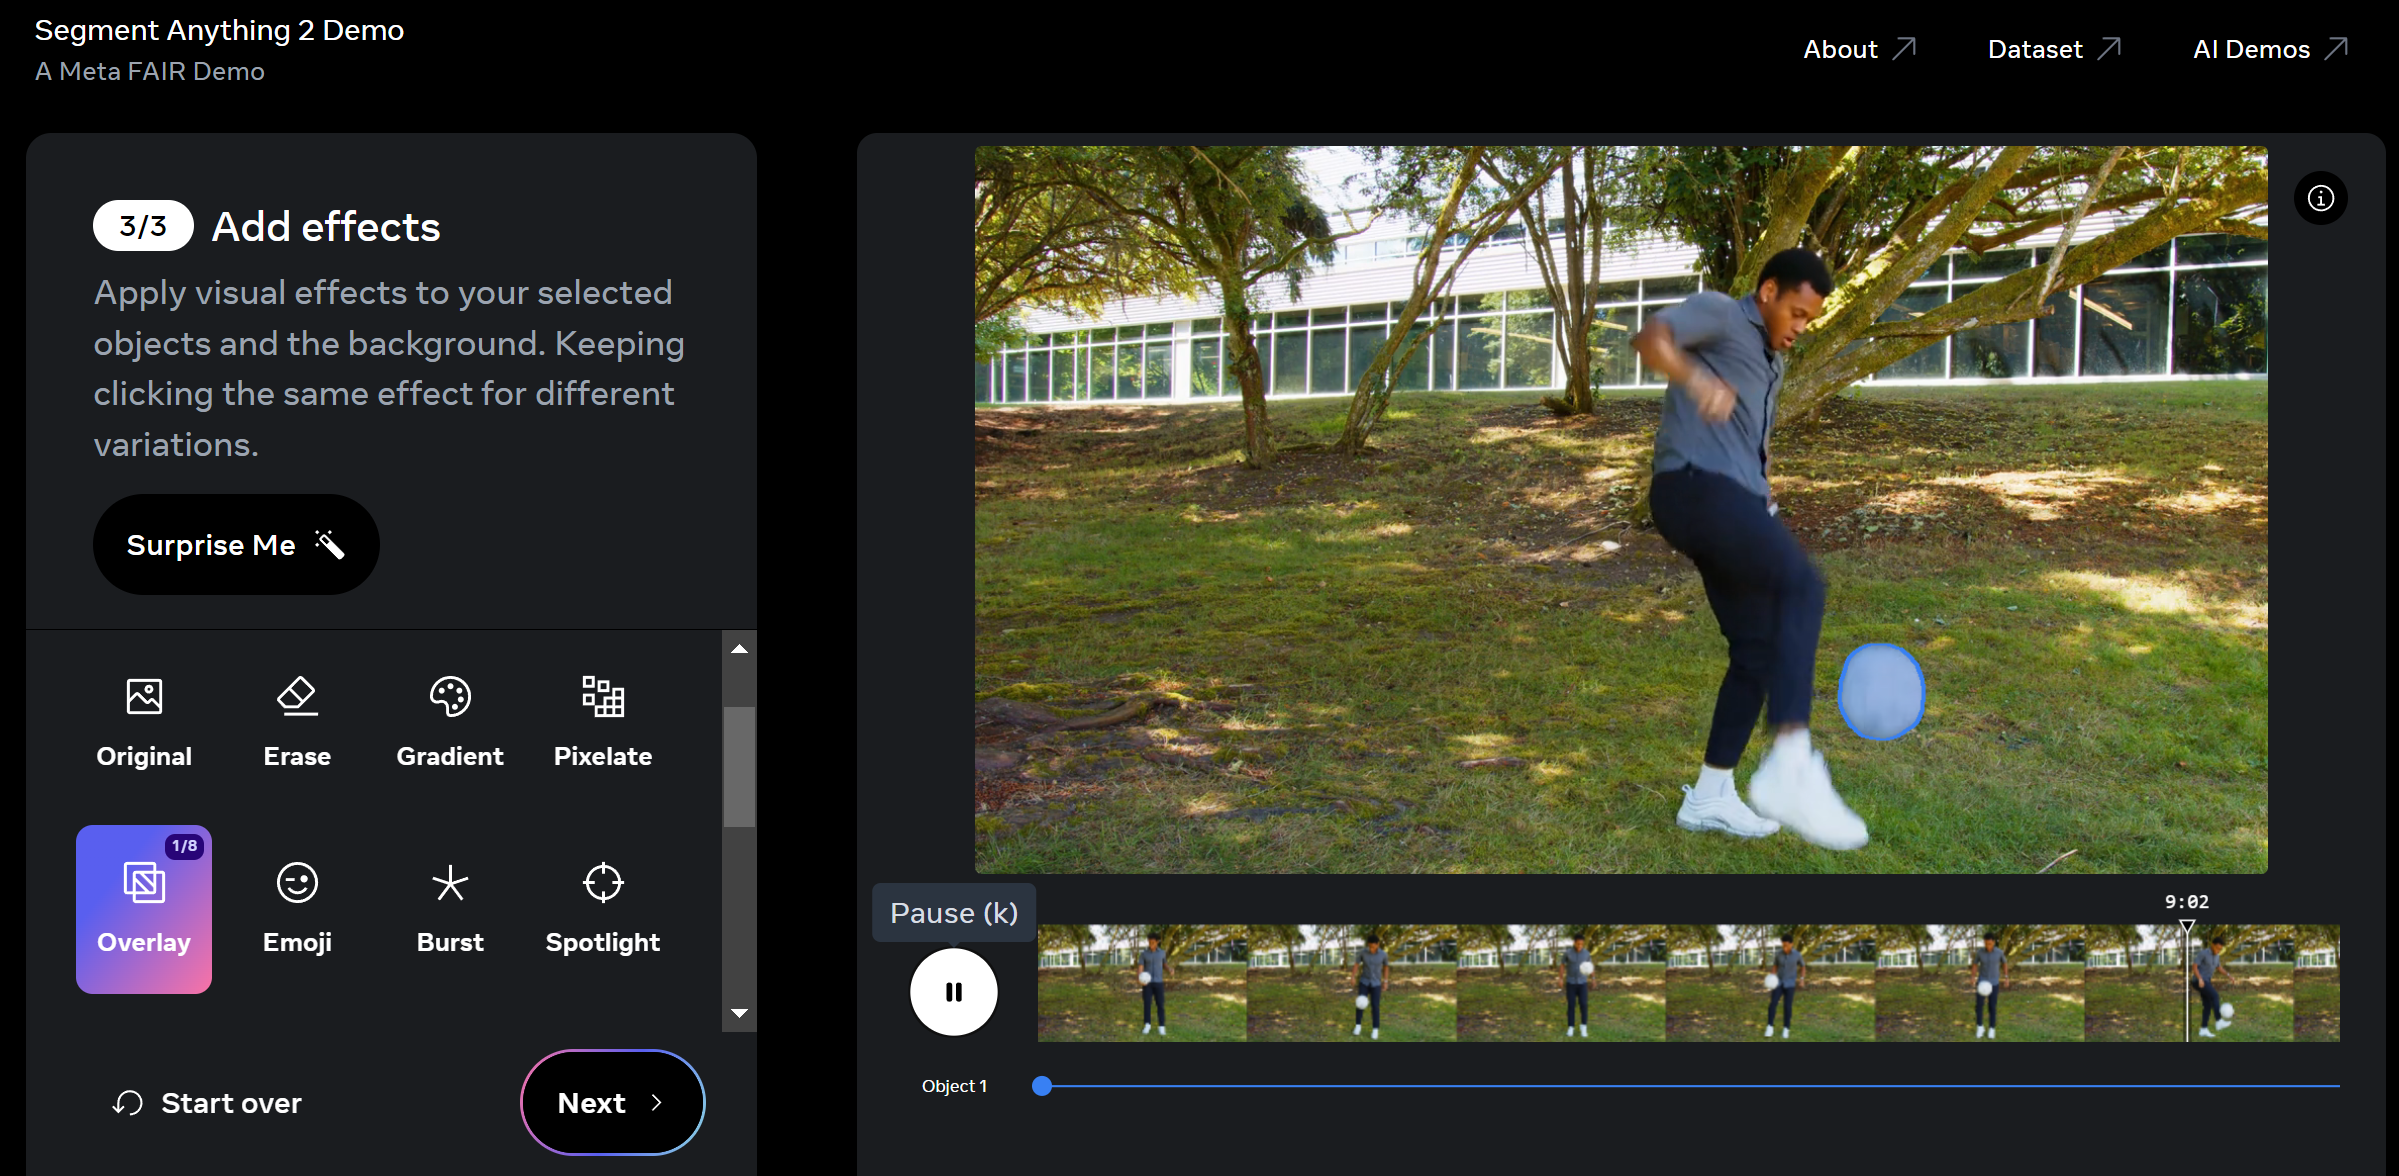 Segment Anything 2 Demo
A Meta FAIR Demo
About
Dataset
AI Demos
3/3
Add effects
Apply visual effects to your selected
objects and the background. Keeping
clicking the same effect for different
variations.
Surprise Me
Original
Erase
Gradient
Pixelate
1/8
Overlay
Emoji
Burst
Spotlight
Start over
Next
Pause (k)
9:02
Object 1